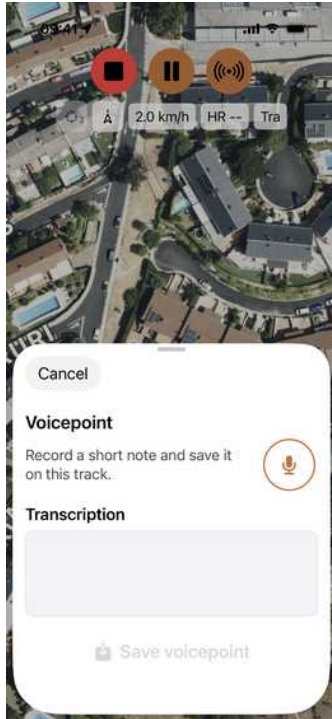 09:41
2.0 km/h
HR --
Tra
Cancel
Voicepoint
Record a short note and save it
on this track.
Transcription
Save voicepoint